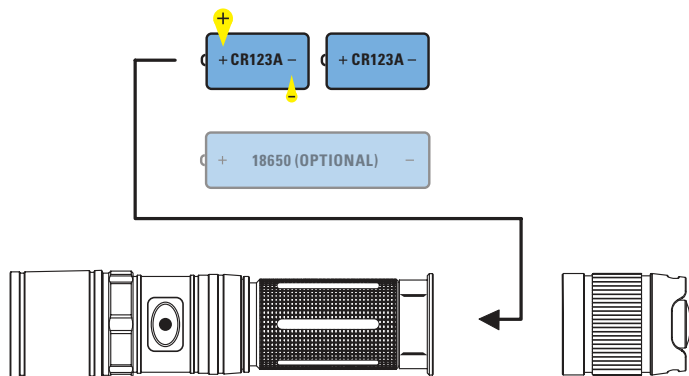 +
+ CR123A − + CR123A −
−
+ 18650 (OPTIONAL) −